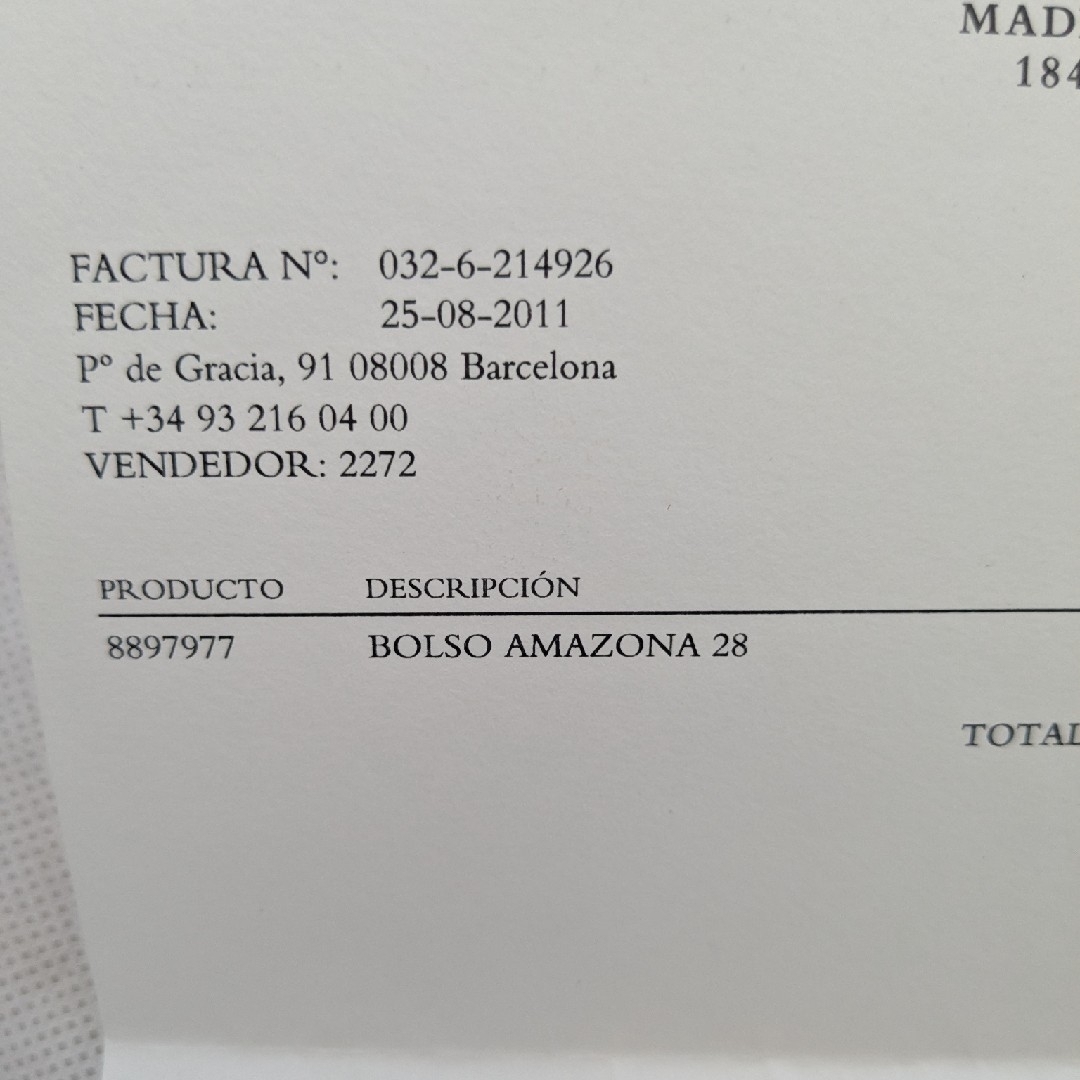 FACTURA Nº: 032-6-214926
FECHA: 25-08-2011
Pº de Gracia, 91 08008 Barcelona
T +34 93 216 04 00
VENDEDOR: 2272
PRODUCTO DESCRIPCIÓN
8897977 BOLSO AMAZONA 28
TOTAL